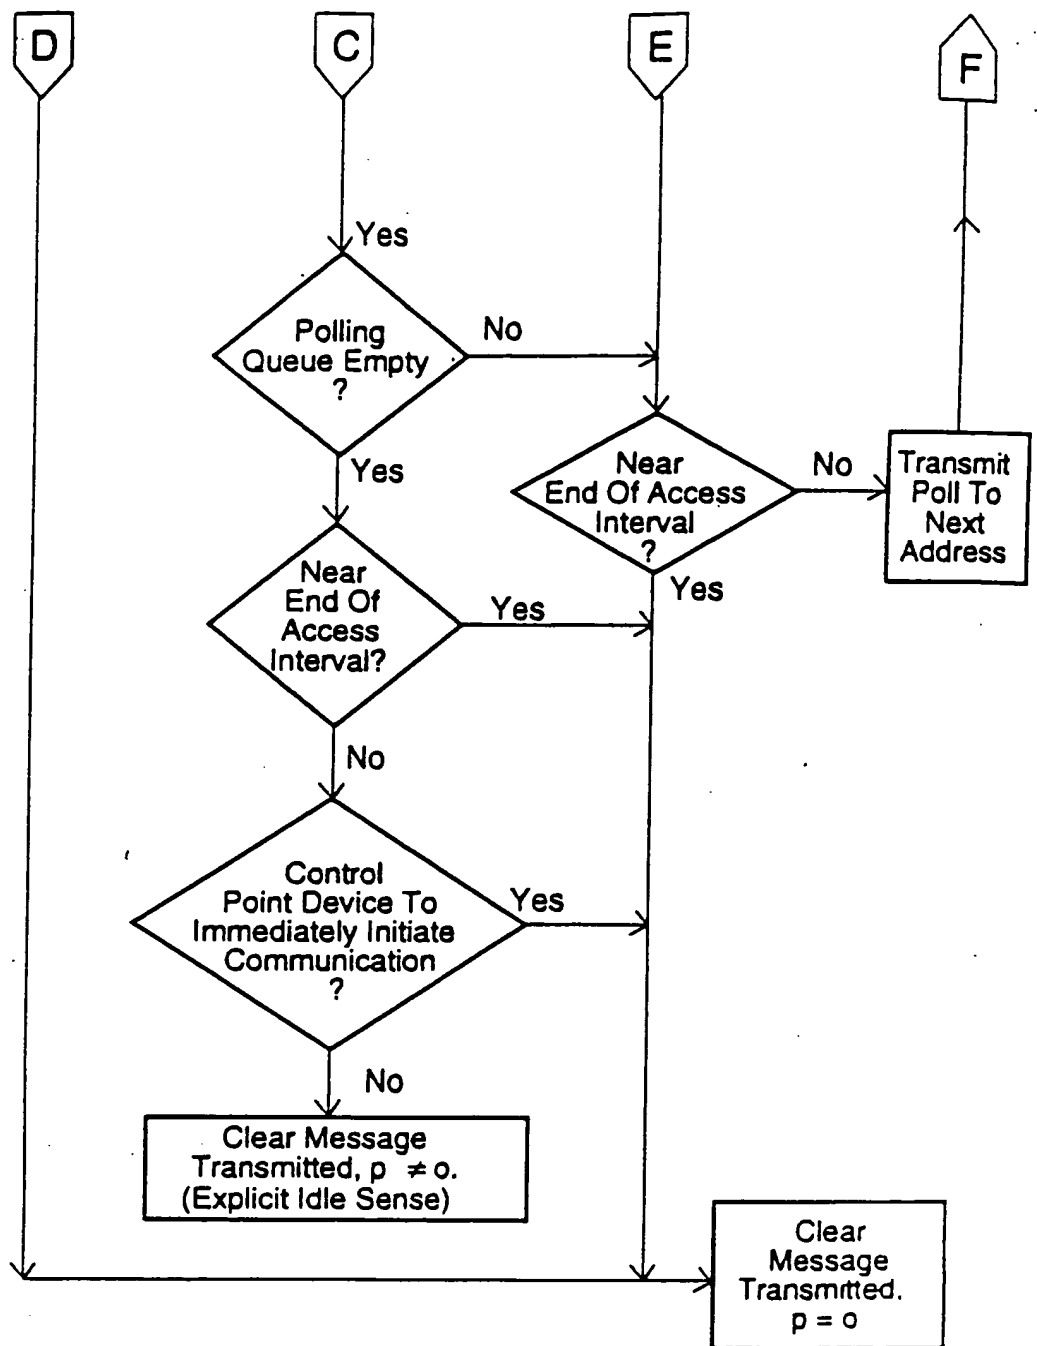 D
C
E
F
Yes
Polling
Queue Empty
?
No
Yes
Near
End Of Access
Interval
?
No
Transmit
Poll To
Next
Address
Yes
Near
End Of
Access
Interval?
Yes
No
Control
Point Device To
Immediately Initiate
Communication
?
Yes
No
Clear Message
Transmitted, p ≠ o.
(Explicit Idle Sense)
Clear
Message
Transmitted.
p = o